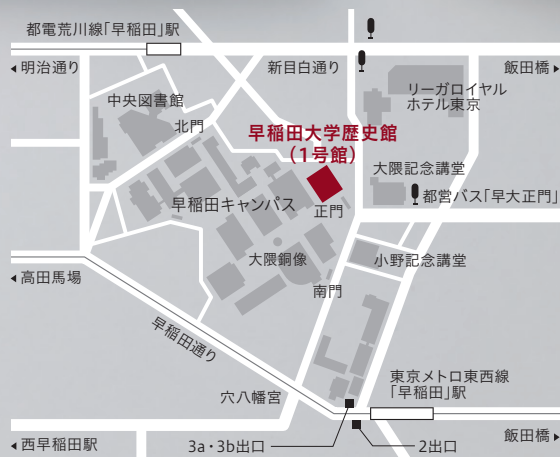 都電荒川線「早稲田」駅
◀明治通り
新目白通り
飯田橋▶
中央図書館
リーガロイヤル
ホテル東京
北門
早稲田大学歴史館
（1号館）
大隈記念講堂
早稲田キャンパス
正門
都営バス「早大正門」
大隈銅像
小野記念講堂
◀高田馬場
南門
早稲田通り
東京メトロ東西線
「早稲田」駅
穴八幡宮
◀西早稲田駅
3a・3b出口
2出口
飯田橋▶